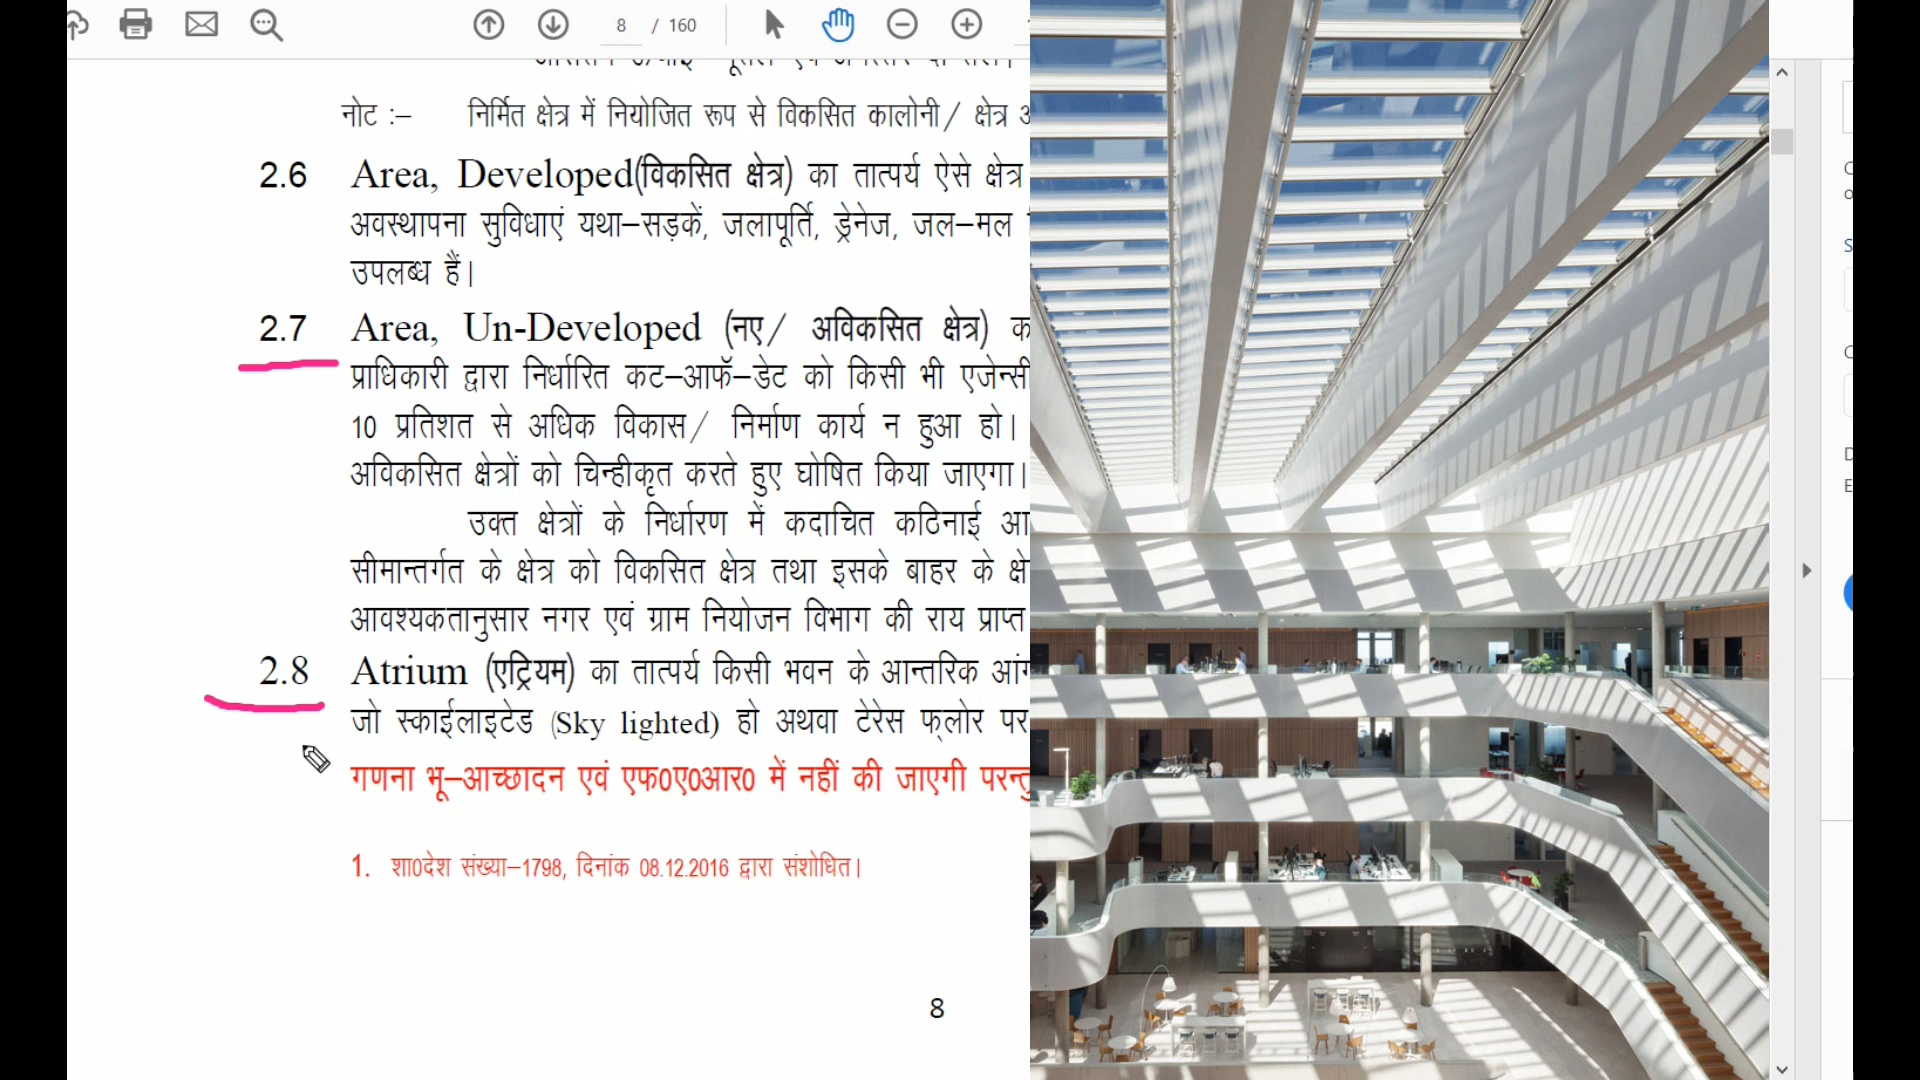 8 / 160
नोट :– निर्मित क्षेत्र में नियोजित रूप से विकसित कालोनी/ क्षेत्र
2.6 Area, Developed(विकसित क्षेत्र) का तात्पर्य ऐसे क्षेत्र
अवस्थापना सुविधाएं यथा–सड़कें, जलापूर्ति, ड्रेनेज, जल–मल
उपलब्ध हैं।
2.7 Area, Un-Developed (नए/ अविकसित क्षेत्र)
प्राधिकारी द्वारा निर्धारित कट–आफॅ–डेट को किसी भी एजेन्सी
10 प्रतिशत से अधिक विकास/ निर्माण कार्य न हुआ हो।
अविकसित क्षेत्रों को चिन्हीकृत करते हुए घोषित किया जाएगा।
उक्त क्षेत्रों के निर्धारण में कदाचित कठिनाई
सीमान्तर्गत के क्षेत्र को विकसित क्षेत्र तथा इसके बाहर के
आवश्यकतानुसार नगर एवं ग्राम नियोजन विभाग की राय प्राप्त
2.8 Atrium (एट्रियम) का तात्पर्य किसी भवन के आन्तरिक
जो स्काईलाइटेड (Sky lighted) हो अथवा टेरेस फ्लोर पर
गणना भू–आच्छादन एवं एफ0ए0आर0 में नहीं की जाएगी परन्तु
1. शा0देश संख्या–1798, दिनांक 08.12.2016 द्वारा संशोधित।
8